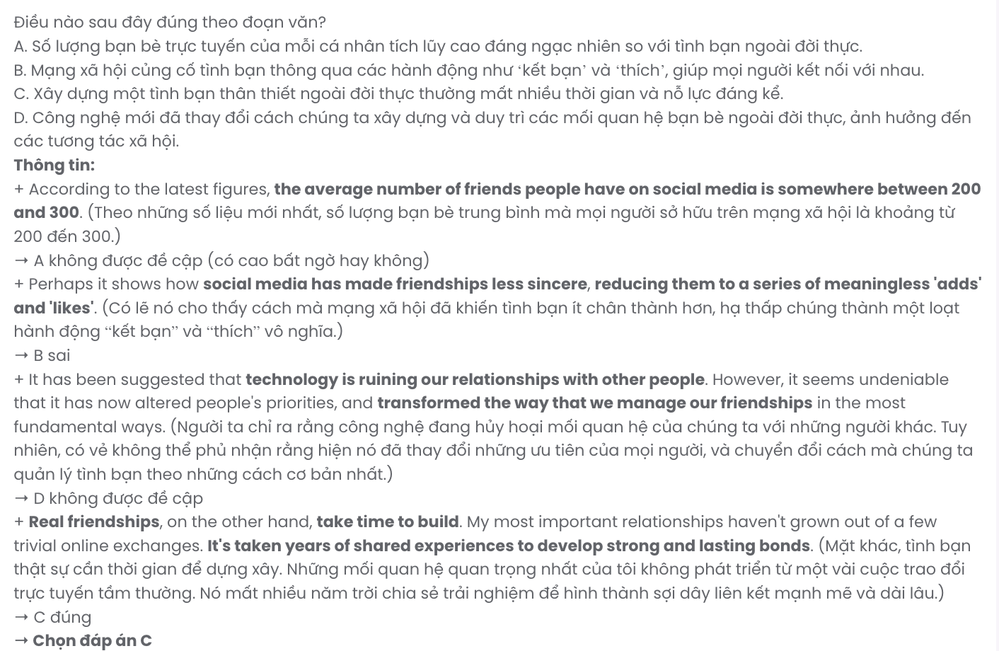 Điều nào sau đây đúng theo đoạn văn?
A. Số lượng bạn bè trực tuyến của mỗi cá nhân tích lũy cao đáng ngạc nhiên so với tình bạn ngoài đời thực.
B. Mạng xã hội củng cố tình bạn thông qua các hành động như ‘kết bạn’ và ‘thích’, giúp mọi người kết nối với nhau.
C. Xây dựng một tình bạn thân thiết ngoài đời thực thường mất nhiều thời gian và nỗ lực đáng kể.
D. Công nghệ mới đã thay đổi cách chúng ta xây dựng và duy trì các mối quan hệ bạn bè ngoài đời thực, ảnh hưởng đến
các tương tác xã hội.
Thông tin:
+ According to the latest figures, the average number of friends people have on social media is somewhere between 200
and 300. (Theo những số liệu mới nhất, số lượng bạn bè trung bình mà mọi người sở hữu trên mạng xã hội là khoảng từ
200 đến 300.)
→ A không được đề cập (có cao bất ngờ hay không)
+ Perhaps it shows how social media has made friendships less sincere, reducing them to a series of meaningless 'adds'
and 'likes'. (Có lẽ nó cho thấy cách mà mạng xã hội đã khiến tình bạn ít chân thành hơn, hạ thấp chúng thành một loạt
hành động “kết bạn” và “thích” vô nghĩa.)
→ B sai
+ It has been suggested that technology is ruining our relationships with other people. However, it seems undeniable
that it has now altered people's priorities, and transformed the way that we manage our friendships in the most
fundamental ways. (Người ta chỉ ra rằng công nghệ đang hủy hoại mối quan hệ của chúng ta với những người khác. Tuy
nhiên, có vẻ không thể phủ nhận rằng hiện nó đã thay đổi những ưu tiên của mọi người, và chuyển đổi cách mà chúng ta
quản lý tình bạn theo những cách cơ bản nhất.)
→ D không được đề cập
+ Real friendships, on the other hand, take time to build. My most important relationships haven't grown out of a few
trivial online exchanges. It's taken years of shared experiences to develop strong and lasting bonds. (Mặt khác, tình bạn
thật sự cần thời gian để dựng xây. Những mối quan hệ quan trọng nhất của tôi không phát triển từ một vài cuộc trao đổi
trực tuyến tầm thường. Nó mất nhiều năm trời chia sẻ trải nghiệm để hình thành sợi dây liên kết mạnh mẽ và dài lâu.)
→ C đúng
→ Chọn đáp án C